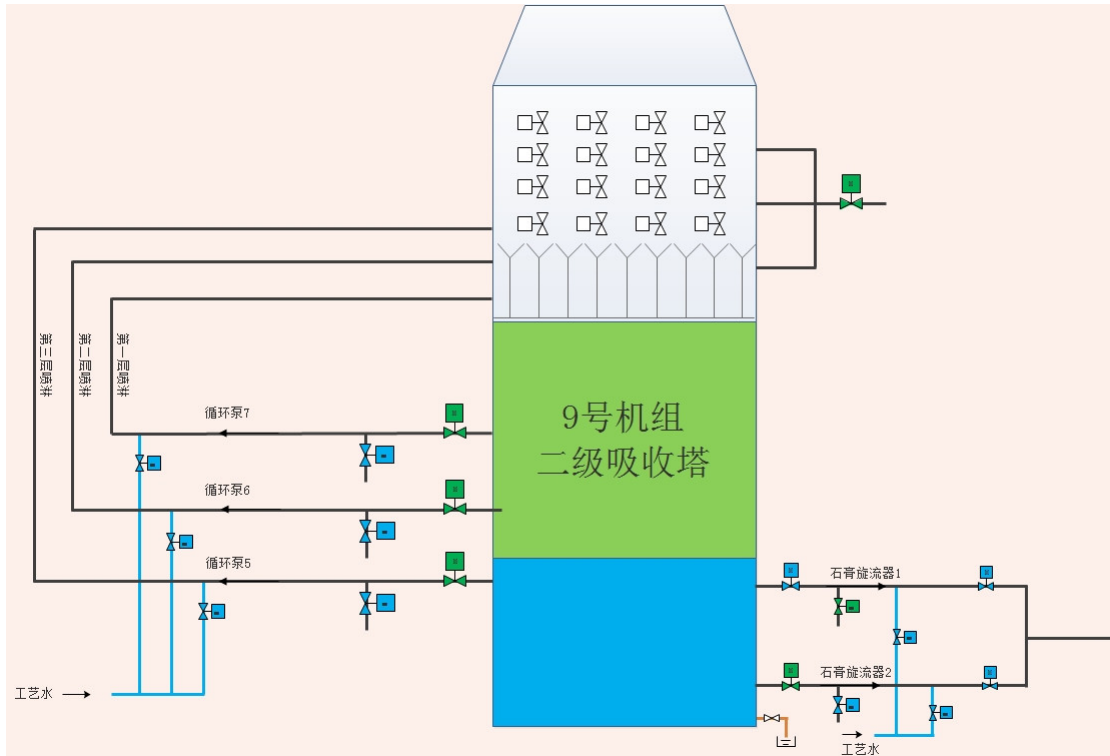 第三层喷淋
第二层喷淋
第一层喷淋
循环泵7
9号机组
二级吸收塔
循环泵6
循环泵5
石膏旋流器1
石膏旋流器2
工艺水
工艺水